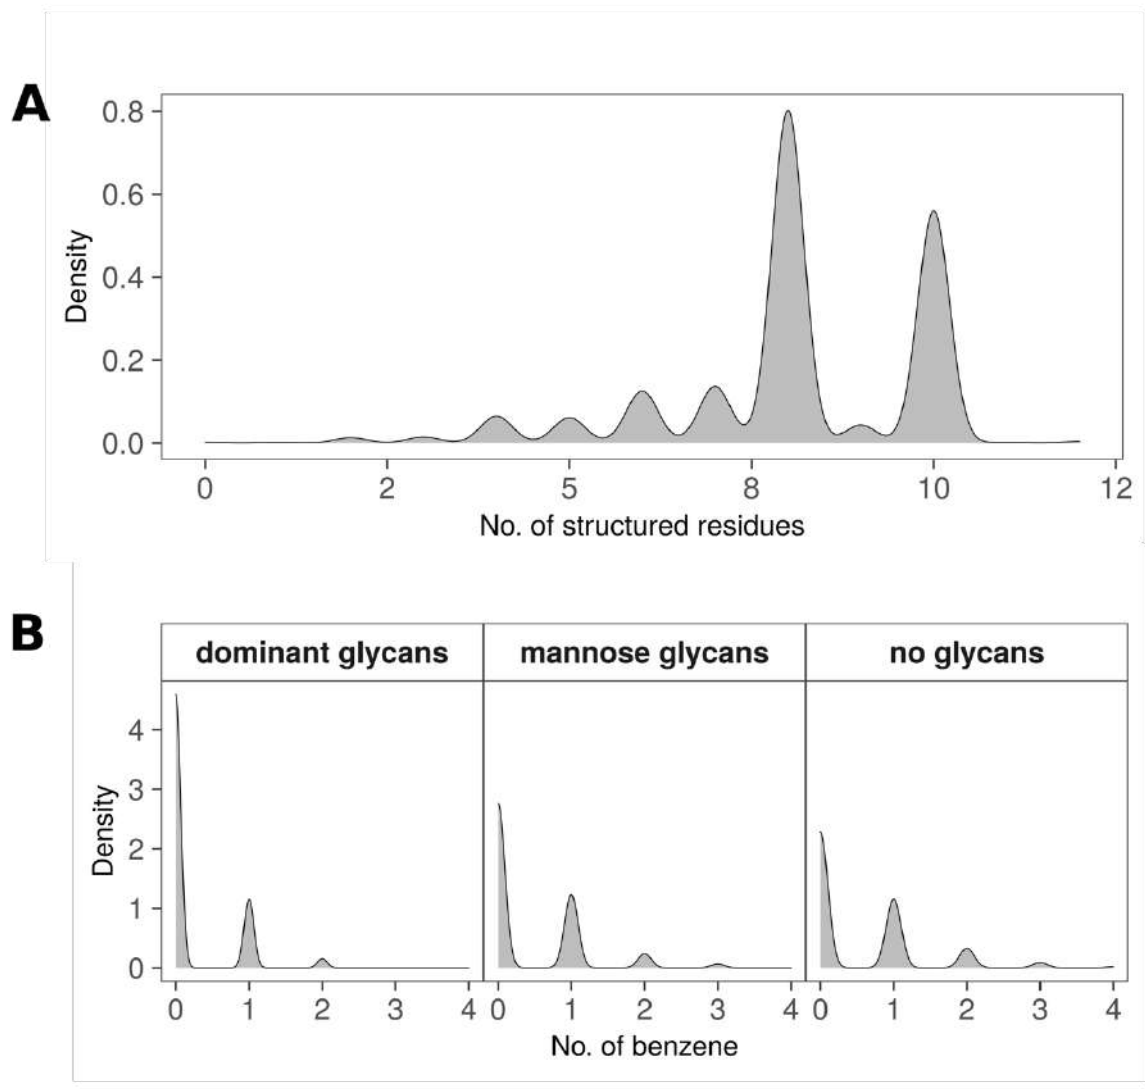 A
0.8
0.6
0.4
0.2
0.0
Density
0 2 5 8 10 12
No. of structured residues
B
dominant glycans mannose glycans no glycans
4
3
2
1
0
Density
0 1 2 3 4 0 1 2 3 4 0 1 2 3 4
No. of benzene